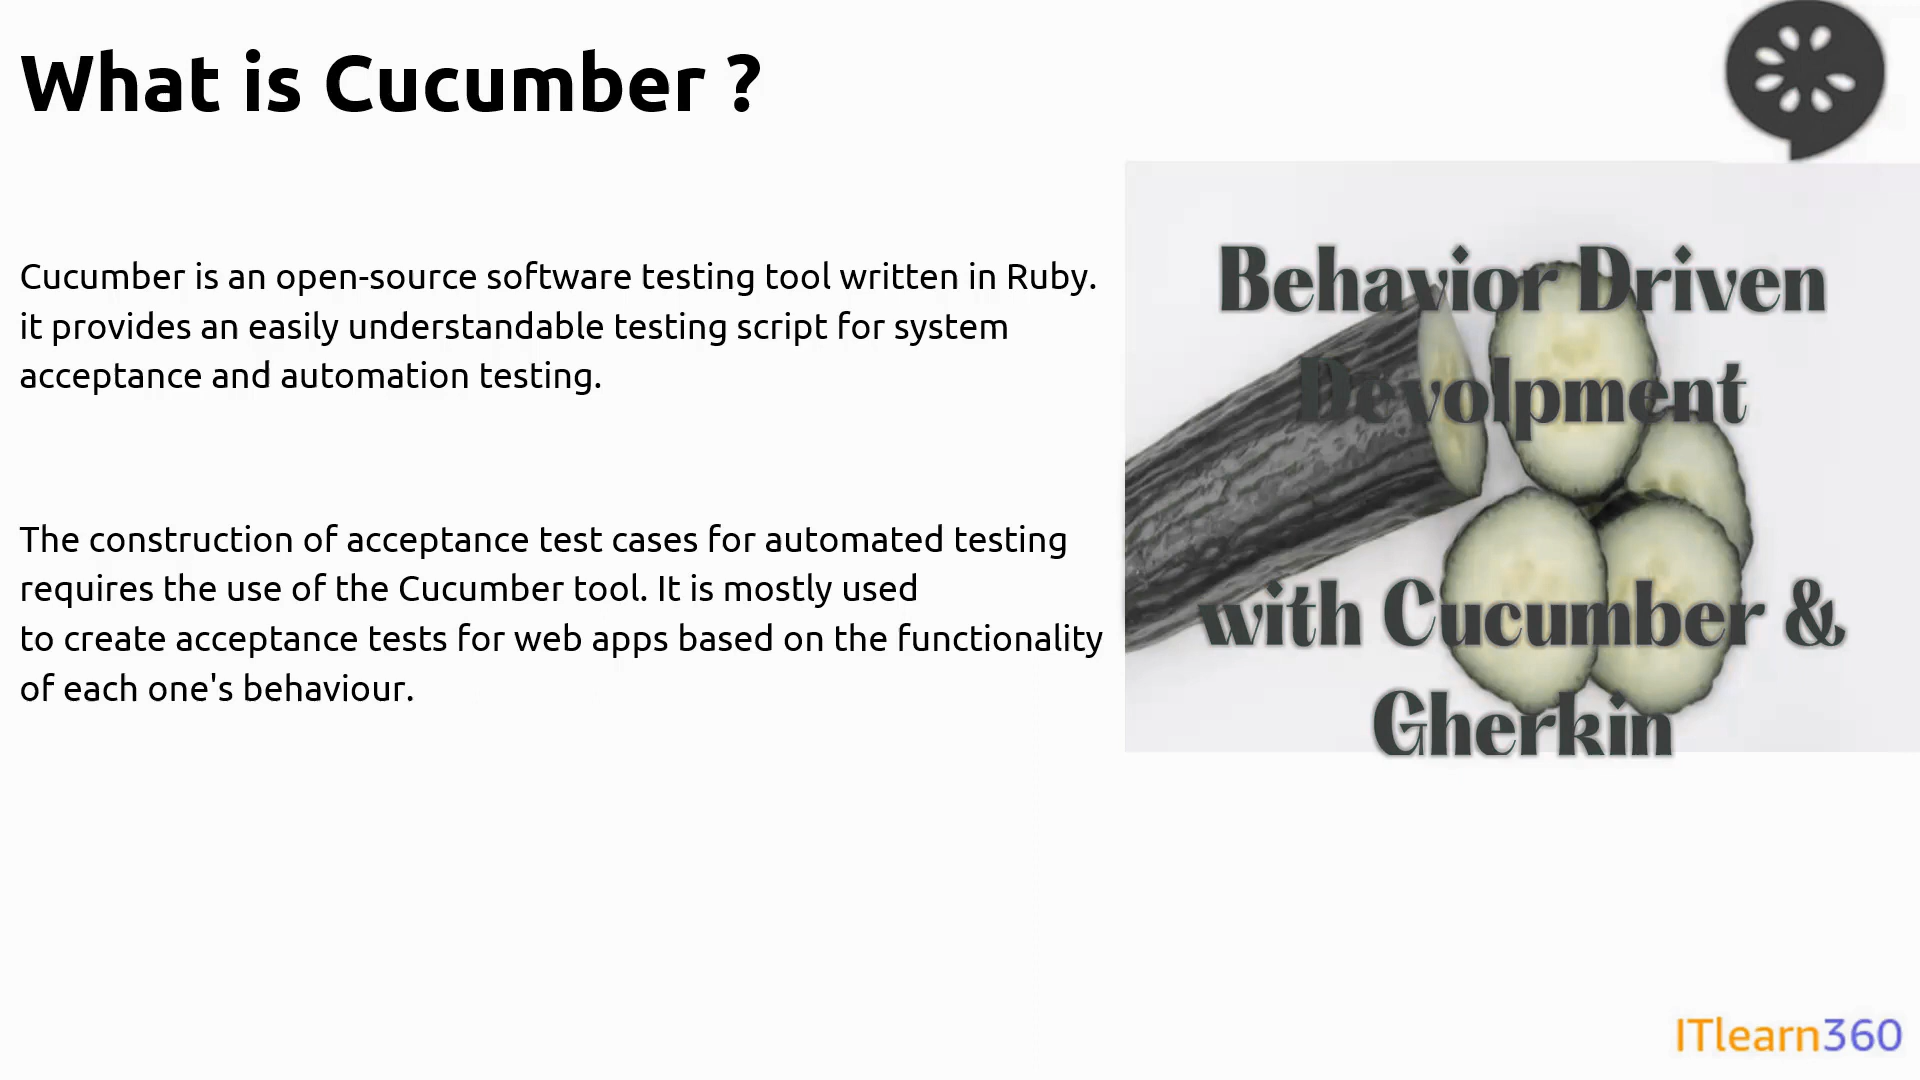 What is Cucumber ?
Cucumber is an open-source software testing tool written in Ruby.
it provides an easily understandable testing script for system
acceptance and automation testing.
The construction of acceptance test cases for automated testing
requires the use of the Cucumber tool. It is mostly used
to create acceptance tests for web apps based on the functionality
of each one's behaviour.
Behavior Driven
Devolpment
with Cucumber &
Gherkin
ITlearn360